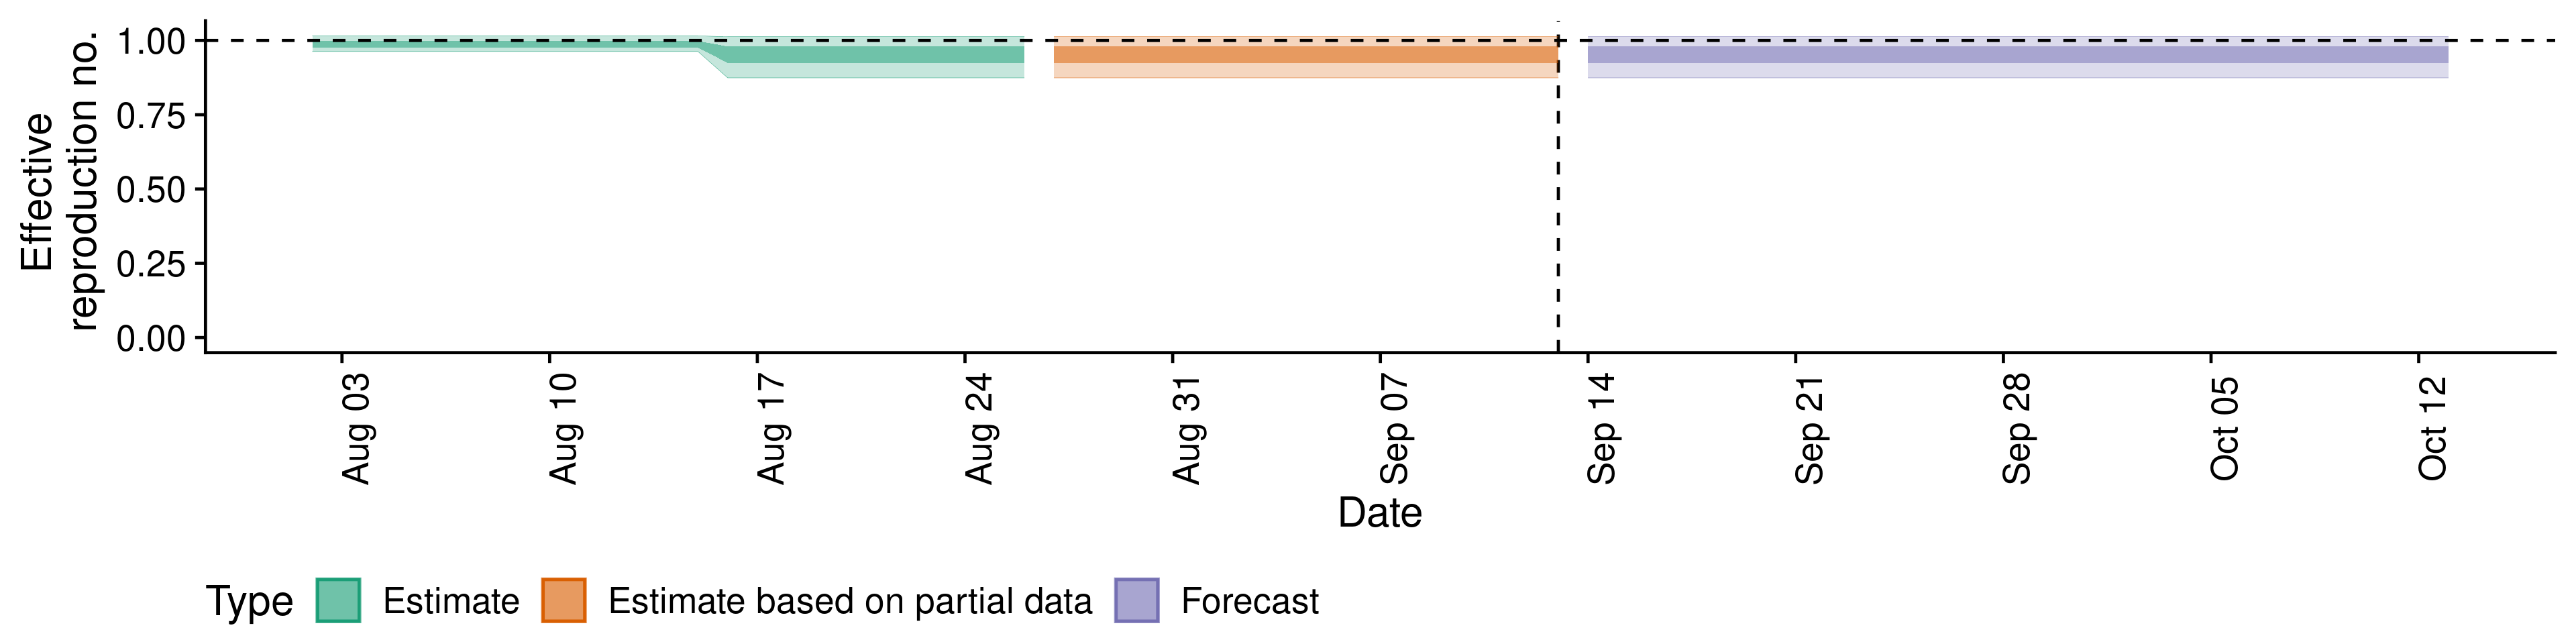 Effective
reproduction no.
1.00
0.75
0.50
0.25
0.00
Aug 03
Aug 10
Aug 17
Aug 24
Aug 31
Sep 07
Sep 14
Sep 21
Sep 28
Oct 05
Oct 12
Date
Type Estimate Estimate based on partial data Forecast